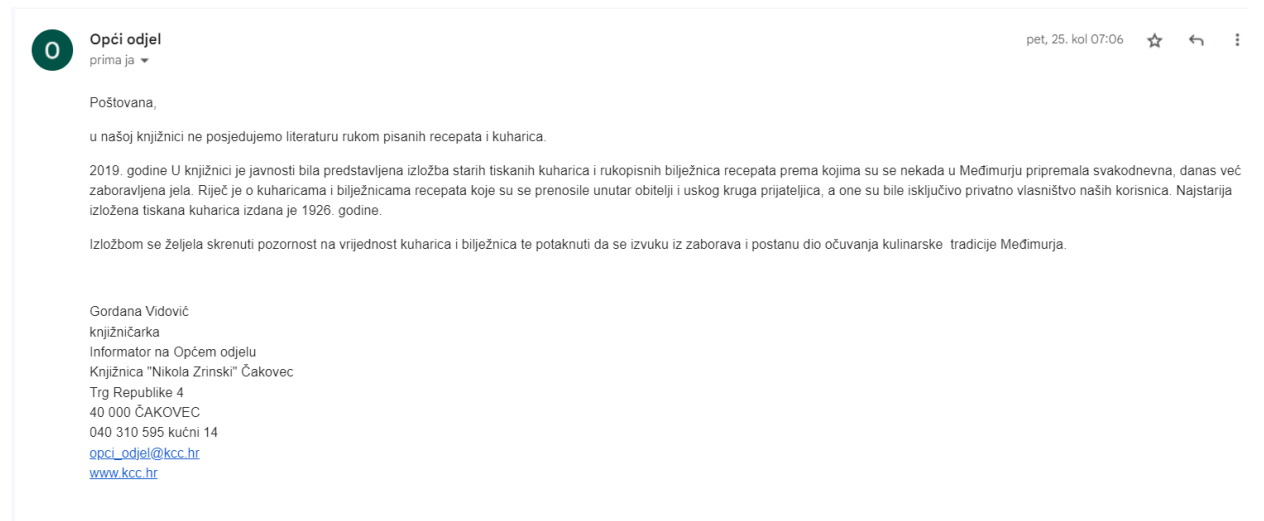 O
Opći odjel
pet, 25. kol 07:06
prima ja
Poštovana,
u našoj knjižnici ne posjedujemo literaturu rukom pisanih recepata i kuharica.
2019. godine U knjižnici je javnosti bila predstavljena izložba starih tiskanih kuharica i rukopisnih bilježnica recepata prema kojima su se nekada u Međimurju pripremala svakodnevna, danas već
zaboravljena jela. Riječ je o kuharicama i bilježnicama recepata koje su se prenosile unutar obitelji i uskog kruga prijateljica, a one su bile isključivo privatno vlasništvo naših korisnica. Najstarija
izložena tiskana kuharica izdana je 1926. godine.
Izložbom se željela skrenuti pozornost na vrijednost kuharica i bilježnica te potaknuti da se izvuku iz zaborava i postanu dio očuvanja kulinarske  tradicije Međimurja.
Gordana Vidović
knjižničarka
Informator na Općem odjelu
Knjižnica "Nikola Zrinski" Čakovec
Trg Republike 4
40 000 ČAKOVEC
040 310 595 kućni 14
opci_odjel@kcc.hr
www.kcc.hr